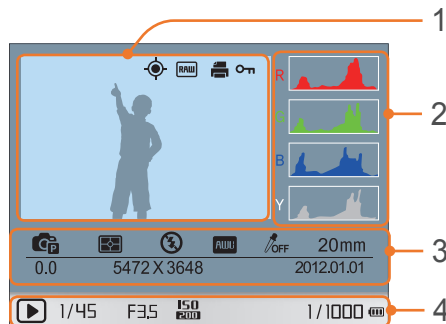 1
RAW
R
2
G
B
Y
P AWB OFF 20mm
3
0.0 5472 X 3648 2012.01.01
1/45 F3.5 ISO 200 1/1000
4